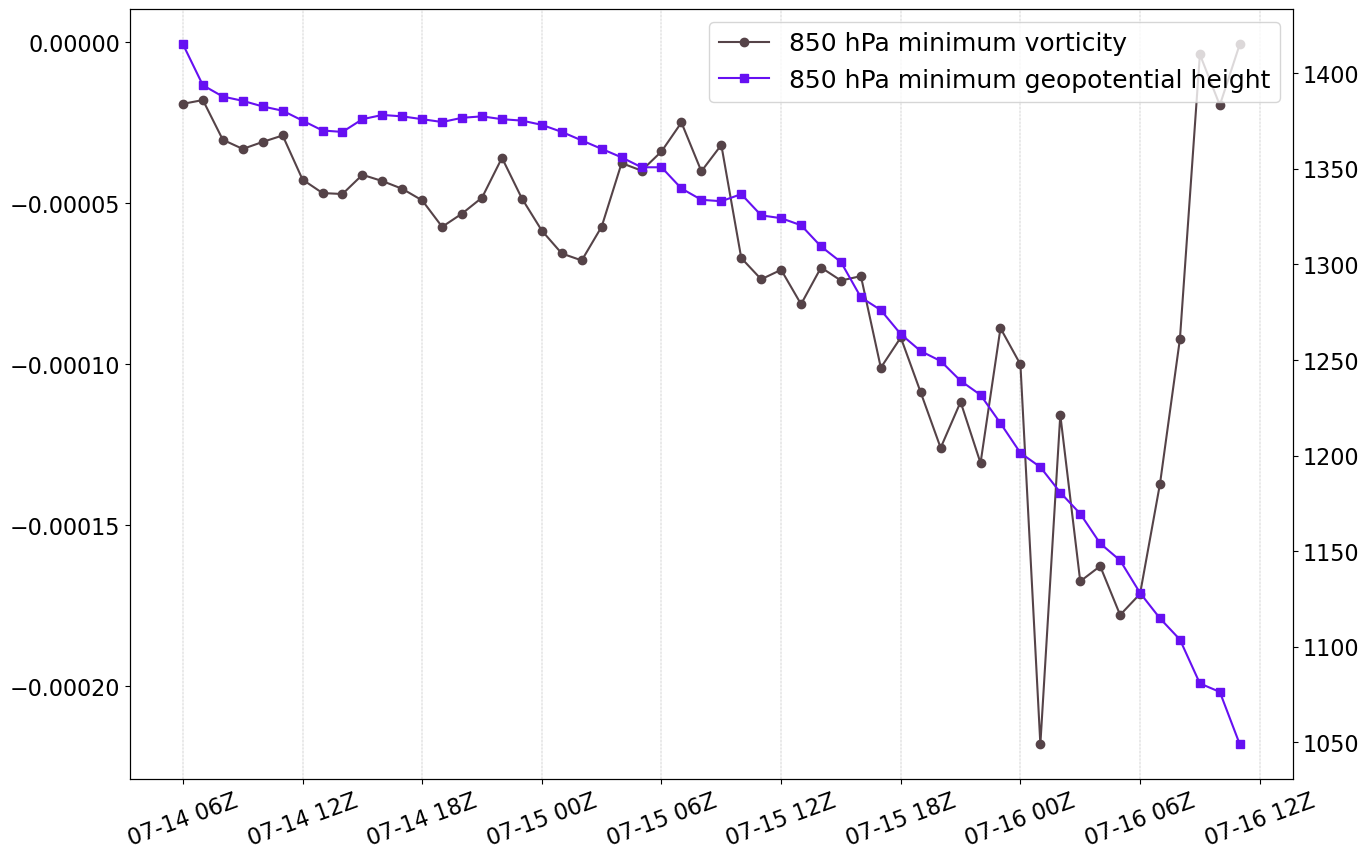 850 hPa minimum vorticity
850 hPa minimum geopotential height
0.00000
−0.00005
−0.00010
−0.00015
−0.00020
1400
1350
1300
1250
1200
1150
1100
1050
07-14 06Z
07-14 12Z
07-14 18Z
07-15 00Z
07-15 06Z
07-15 12Z
07-15 18Z
07-16 00Z
07-16 06Z
07-16 12Z